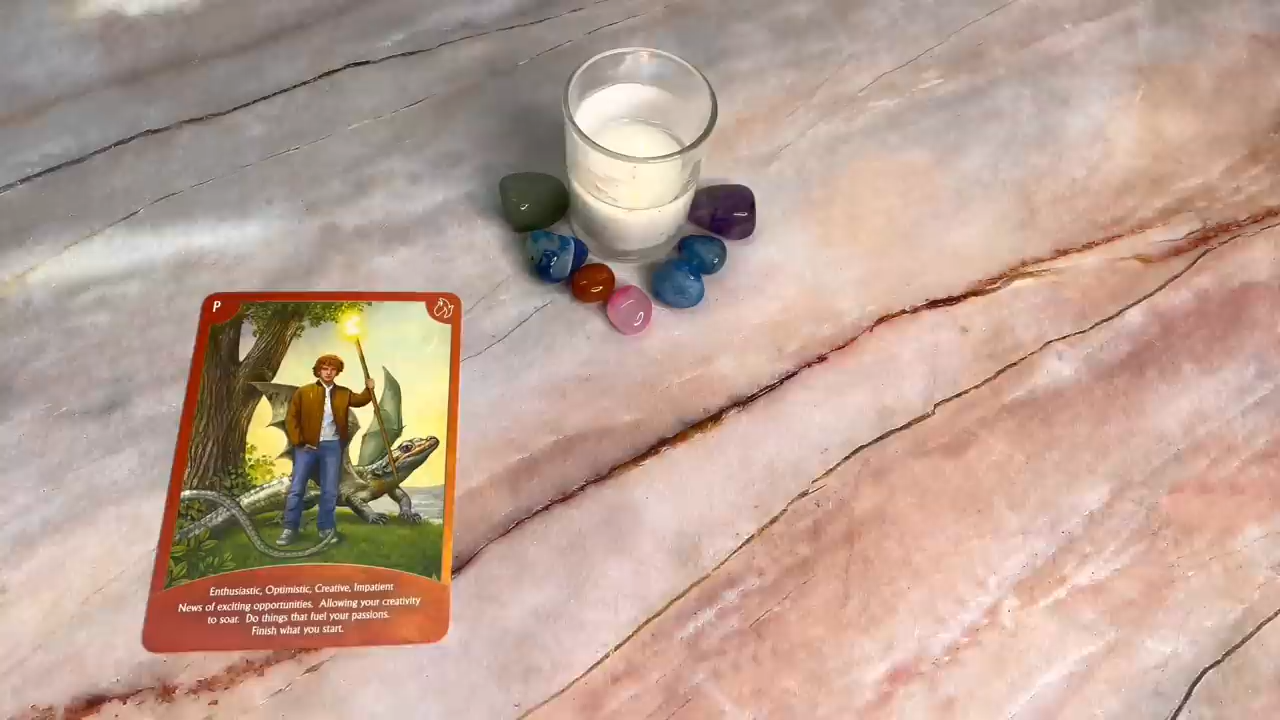 P
Enthusiastic, Optimistic, Creative, Impatient
News of exciting opportunities. Allowing your creativity
to soar. Do things that fuel your passions.
Finish what you start.